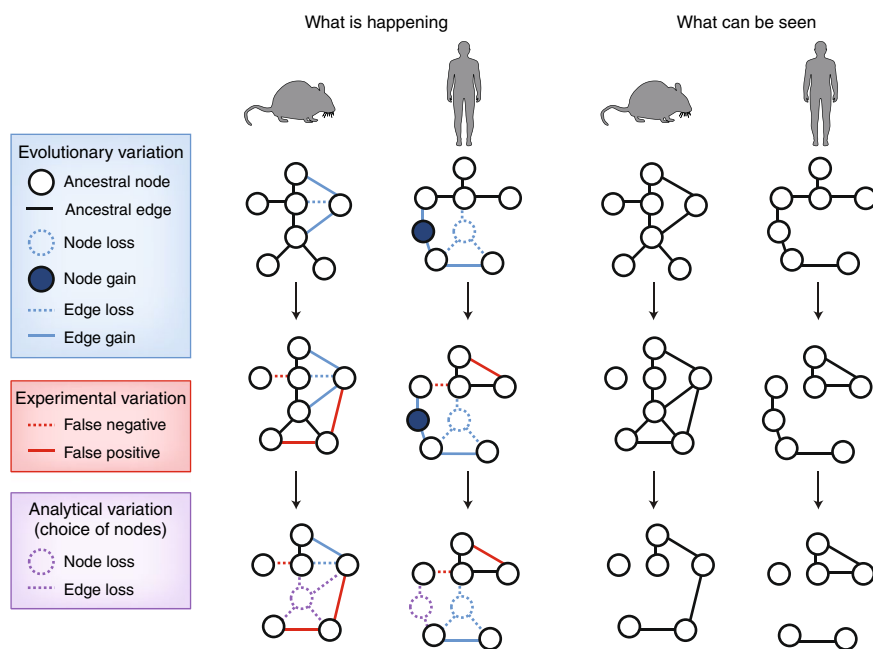 What is happening
What can be seen
Evolutionary variation
Ancestral node
Ancestral edge
Node loss
Node gain
Edge loss
Edge gain
Experimental variation
False negative
False positive
Analytical variation
(choice of nodes)
Node loss
Edge loss